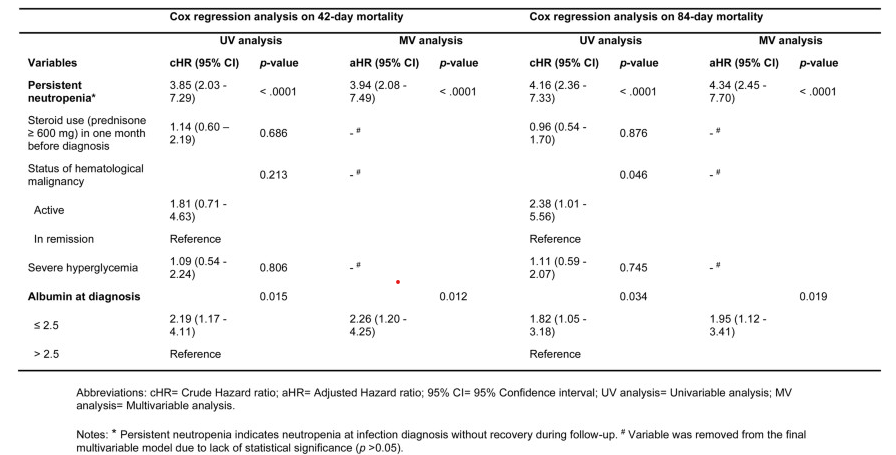 Cox regression analysis on 42-day mortality Cox regression analysis on 84-day mortality
UV analysis MV analysis UV analysis MV analysis
Variables cHR (95% CI) p-value aHR (95% CI) p-value cHR (95% CI) p-value aHR (95% CI) p-value
Persistent neutropenia* 3.85 (2.03 - 7.29) < .0001 3.94 (2.08 - 7.49) < .0001 4.16 (2.36 - 7.33) < .0001 4.34 (2.45 - 7.70) < .0001
Steroid use (prednisone ≥ 600 mg) in one month before diagnosis 1.14 (0.60 – 2.19) 0.686 - # 0.96 (0.54 - 1.70) 0.876 - #
Status of hematological malignancy 0.213 - # 0.046 - #
Active 1.81 (0.71 - 4.63) 2.38 (1.01 - 5.56)
In remission Reference Reference
Severe hyperglycemia 1.09 (0.54 - 2.24) 0.806 - # 1.11 (0.59 - 2.07) 0.745 - #
Albumin at diagnosis 0.015 0.012 0.034 0.019
≤ 2.5 2.19 (1.17 - 4.11) 2.26 (1.20 - 4.25) 1.82 (1.05 - 3.18) 1.95 (1.12 - 3.41)
> 2.5 Reference Reference
Abbreviations: cHR= Crude Hazard ratio; aHR= Adjusted Hazard ratio; 95% CI= 95% Confidence interval; UV analysis= Univariable analysis; MV
analysis= Multivariable analysis.
Notes: * Persistent neutropenia indicates neutropenia at infection diagnosis without recovery during follow-up. # Variable was removed from the final
multivariable model due to lack of statistical significance (p >0.05).